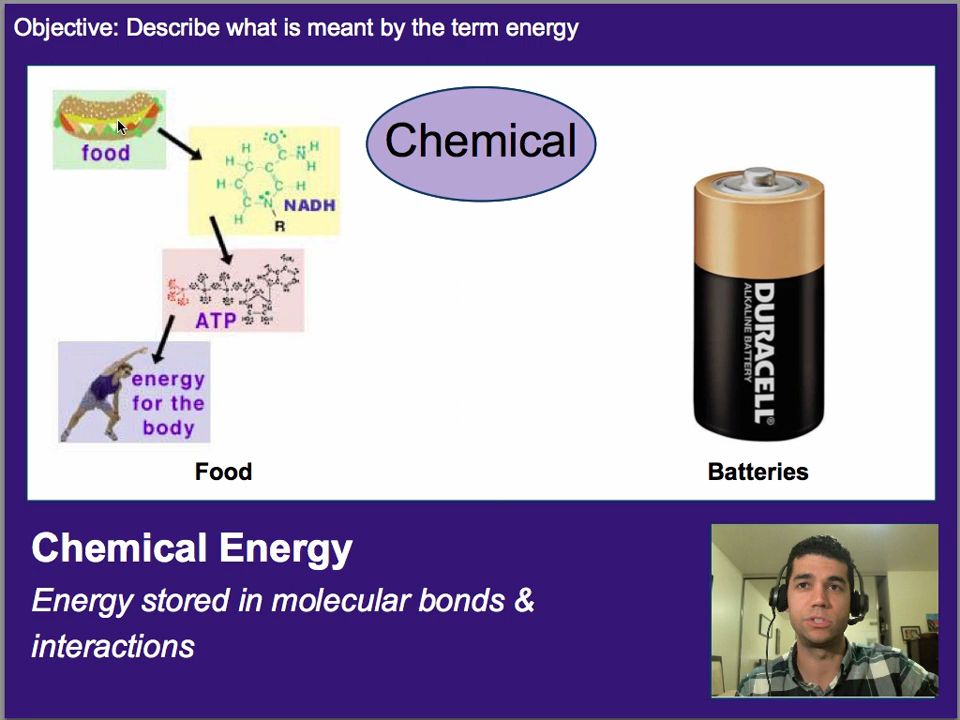 Objective: Describe what is meant by the term energy
Chemical
food
NADH
R
ATP
energy
for the
body
DURACELL®
ALKALINE BATTERY
Food
Batteries
Chemical Energy
Energy stored in molecular bonds &
interactions